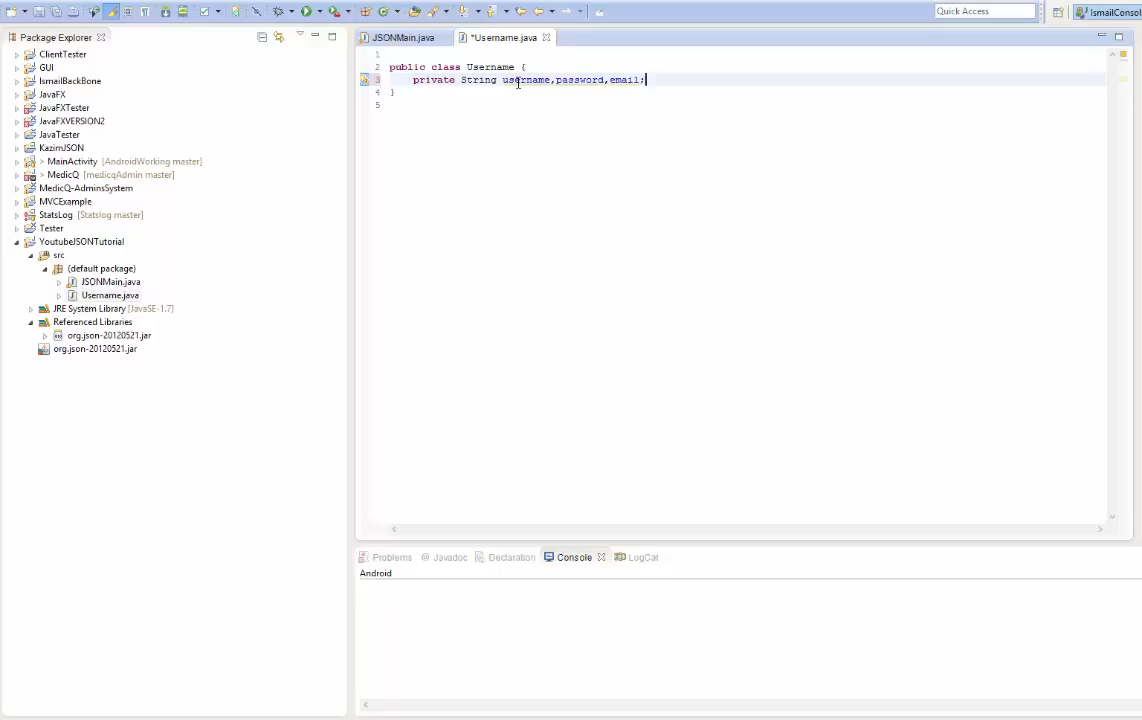 Quick Access
IsmailConsol
Package Explorer
JSONMain.java
*Username.java
ClientTester
GUI
IsmailBackBone
JavaFX
JavaFXTester
JavaFXVERSION2
JavaTester
KazimJSON
> MainActivity [AndroidWorking master]
> MedicQ [medicqAdmin master]
MedicQ-AdminsSystem
MVCExample
StatsLog [Statslog master]
Tester
YoutubeJSONTutorial
src
(default package)
JSONMain.java
Username.java
JRE System Library [JavaSE-1.7]
Referenced Libraries
org.json-20120521.jar
org.json-20120521.jar
1
2 public class Username {
3 private String username,password,email;
4 }
5
Problems @ Javadoc Declaration Console LogCat
Android